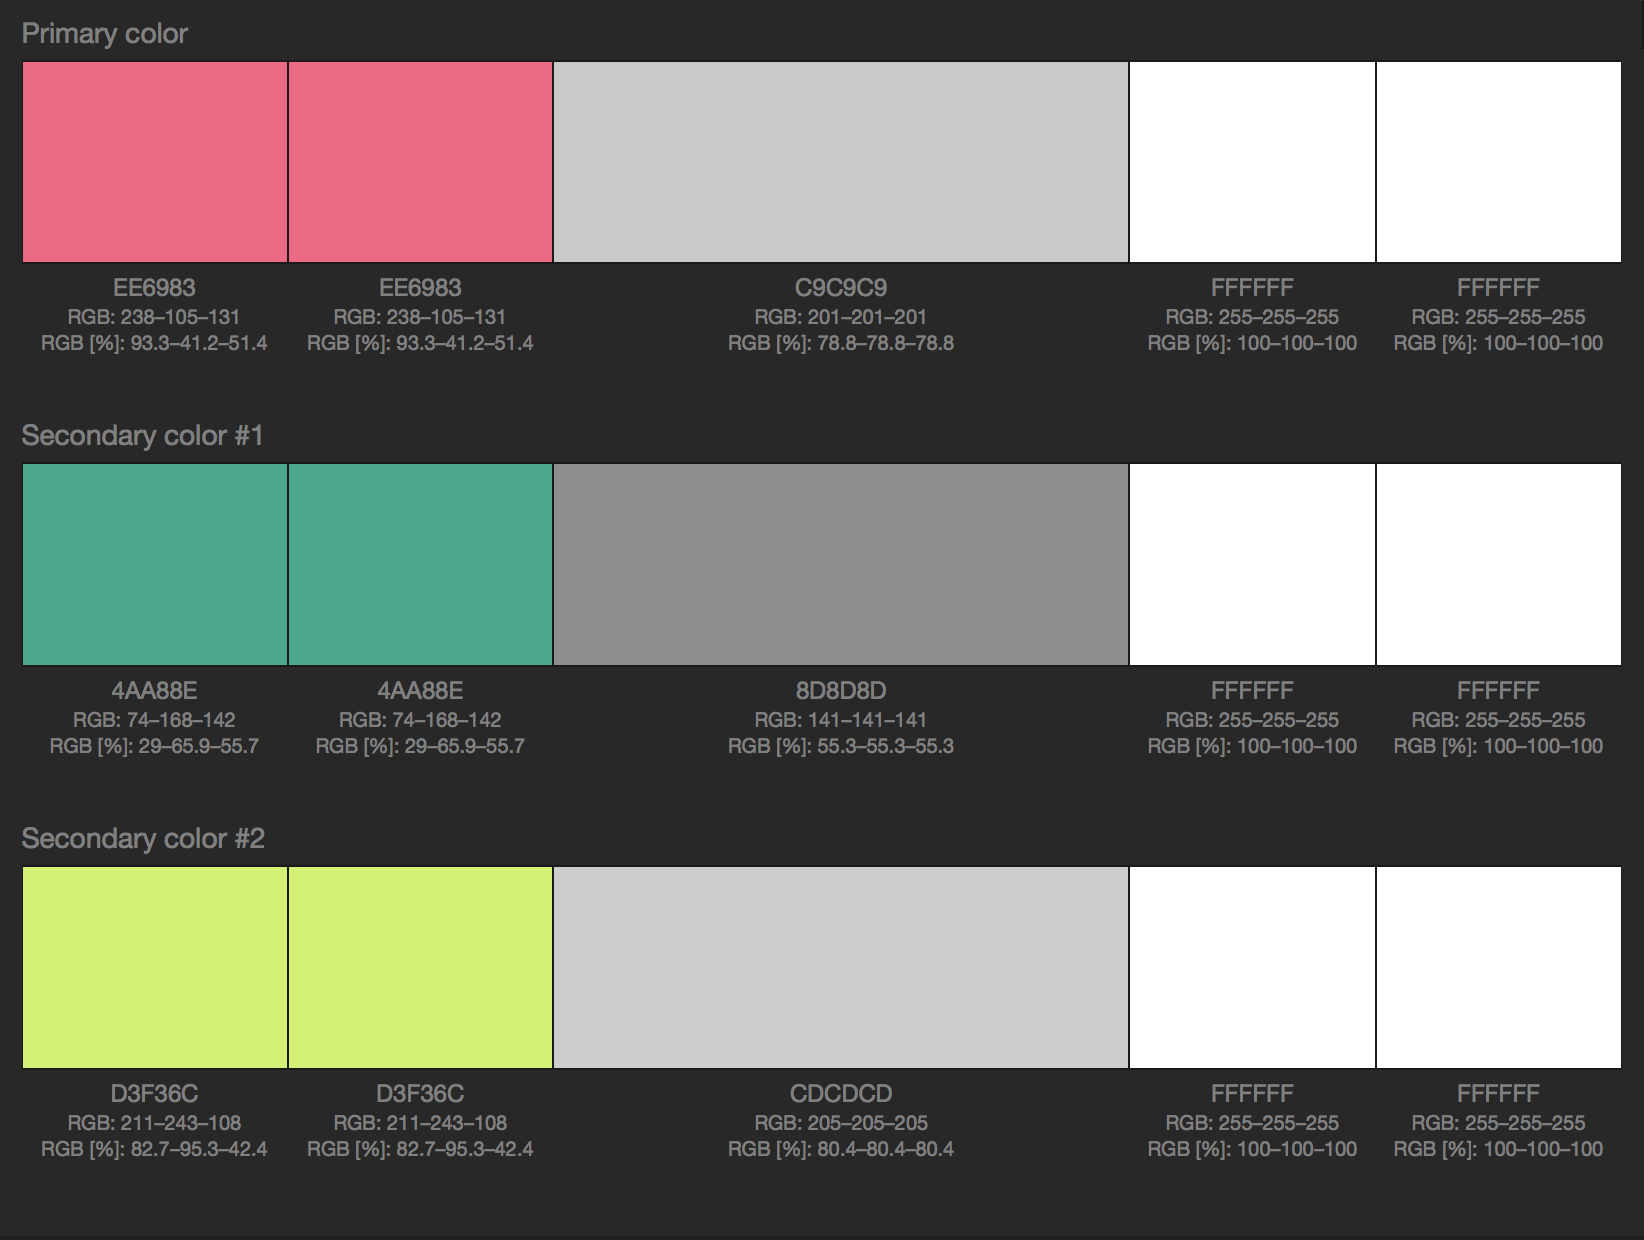 Primary color
EE6983
RGB: 238–105–131
RGB [%]: 93.3–41.2–51.4
EE6983
RGB: 238–105–131
RGB [%]: 93.3–41.2–51.4
C9C9C9
RGB: 201–201–201
RGB [%]: 78.8–78.8–78.8
FFFFFF
RGB: 255–255–255
RGB [%]: 100–100–100
FFFFFF
RGB: 255–255–255
RGB [%]: 100–100–100
Secondary color #1
4AA88E
RGB: 74–168–142
RGB [%]: 29–65.9–55.7
4AA88E
RGB: 74–168–142
RGB [%]: 29–65.9–55.7
8D8D8D
RGB: 141–141–141
RGB [%]: 55.3–55.3–55.3
FFFFFF
RGB: 255–255–255
RGB [%]: 100–100–100
FFFFFF
RGB: 255–255–255
RGB [%]: 100–100–100
Secondary color #2
D3F36C
RGB: 211–243–108
RGB [%]: 82.7–95.3–42.4
D3F36C
RGB: 211–243–108
RGB [%]: 82.7–95.3–42.4
CDCDCD
RGB: 205–205–205
RGB [%]: 80.4–80.4–80.4
FFFFFF
RGB: 255–255–255
RGB [%]: 100–100–100
FFFFFF
RGB: 255–255–255
RGB [%]: 100–100–100